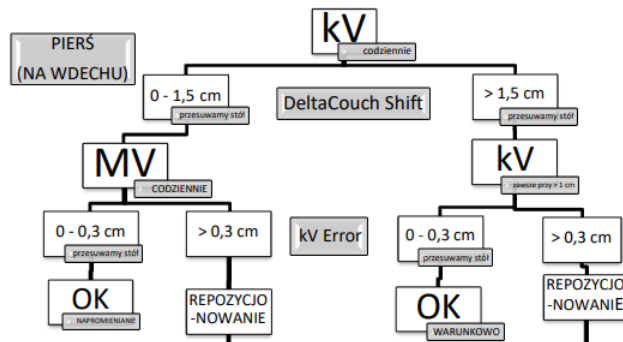 kV
codziennie
PIERŚ
(NA WDECHU)
0 - 1,5 cm
przesuwamy stół
DeltaCouch Shift
> 1,5 cm
przesuwamy stół
MV
CODZIENNIE
kV
zawsze przy > 1 cm
0 - 0,3 cm
przesuwamy stół
> 0,3 cm
kV Error
0 - 0,3 cm
przesuwamy stół
> 0,3 cm
OK
NAPROMIENIANIE
REPOZYCJO
-NOWANIE
OK
WARUNKOWO
REPOZYCJO
-NOWANIE